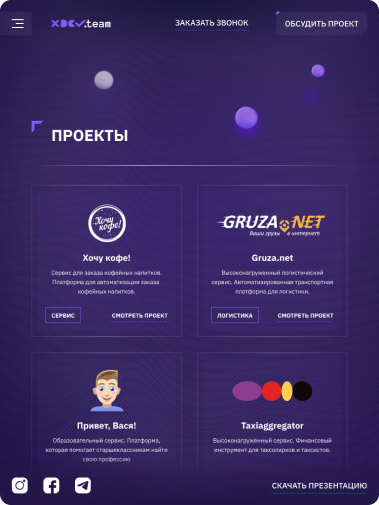 XDEV.team
ЗАКАЗАТЬ ЗВОНОК
ОБСУДИТЬ ПРОЕКТ
ПРОЕКТЫ
Хочу кофе!
GRUZA NET
Ваши грузы в интернет
Хочу кофе!
Сервис для заказа кофейных напитков.
Платформа для автоматизации заказа
кофейных напитков.
СЕРВИС
СМОТРЕТЬ ПРОЕКТ
Gruza.net
Высоконагруженный логистический
сервис. Автоматизированная транспортная
платформа для логистики.
ЛОГИСТИКА
СМОТРЕТЬ ПРОЕКТ
Привет, Вася!
Образовательный сервис. Платформа,
которая помогает старшеклассникам найти
свою профессию
Taxiaggregator
Высоконагруженный сервис. Финансовый
инструмент для таксопарков и таксистов.
СКАЧАТЬ ПРЕЗЕНТАЦИЮ